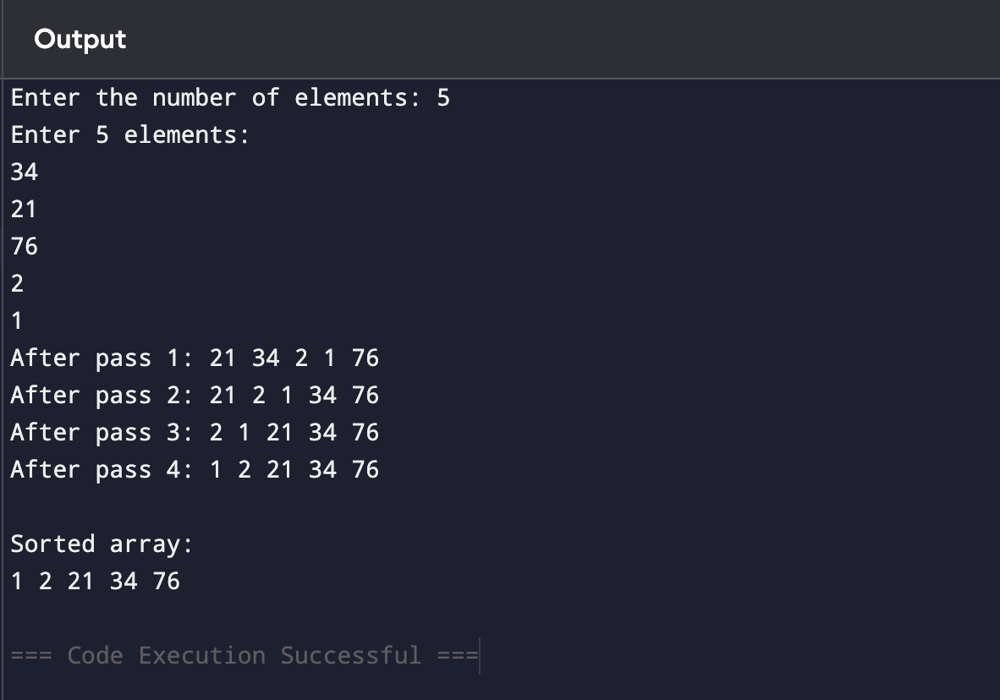 Output
Enter the number of elements: 5
Enter 5 elements:
34
21
76
2
1
After pass 1: 21 34 2 1 76
After pass 2: 21 2 1 34 76
After pass 3: 2 1 21 34 76
After pass 4: 1 2 21 34 76
Sorted array:
1 2 21 34 76
=== Code Execution Successful ===